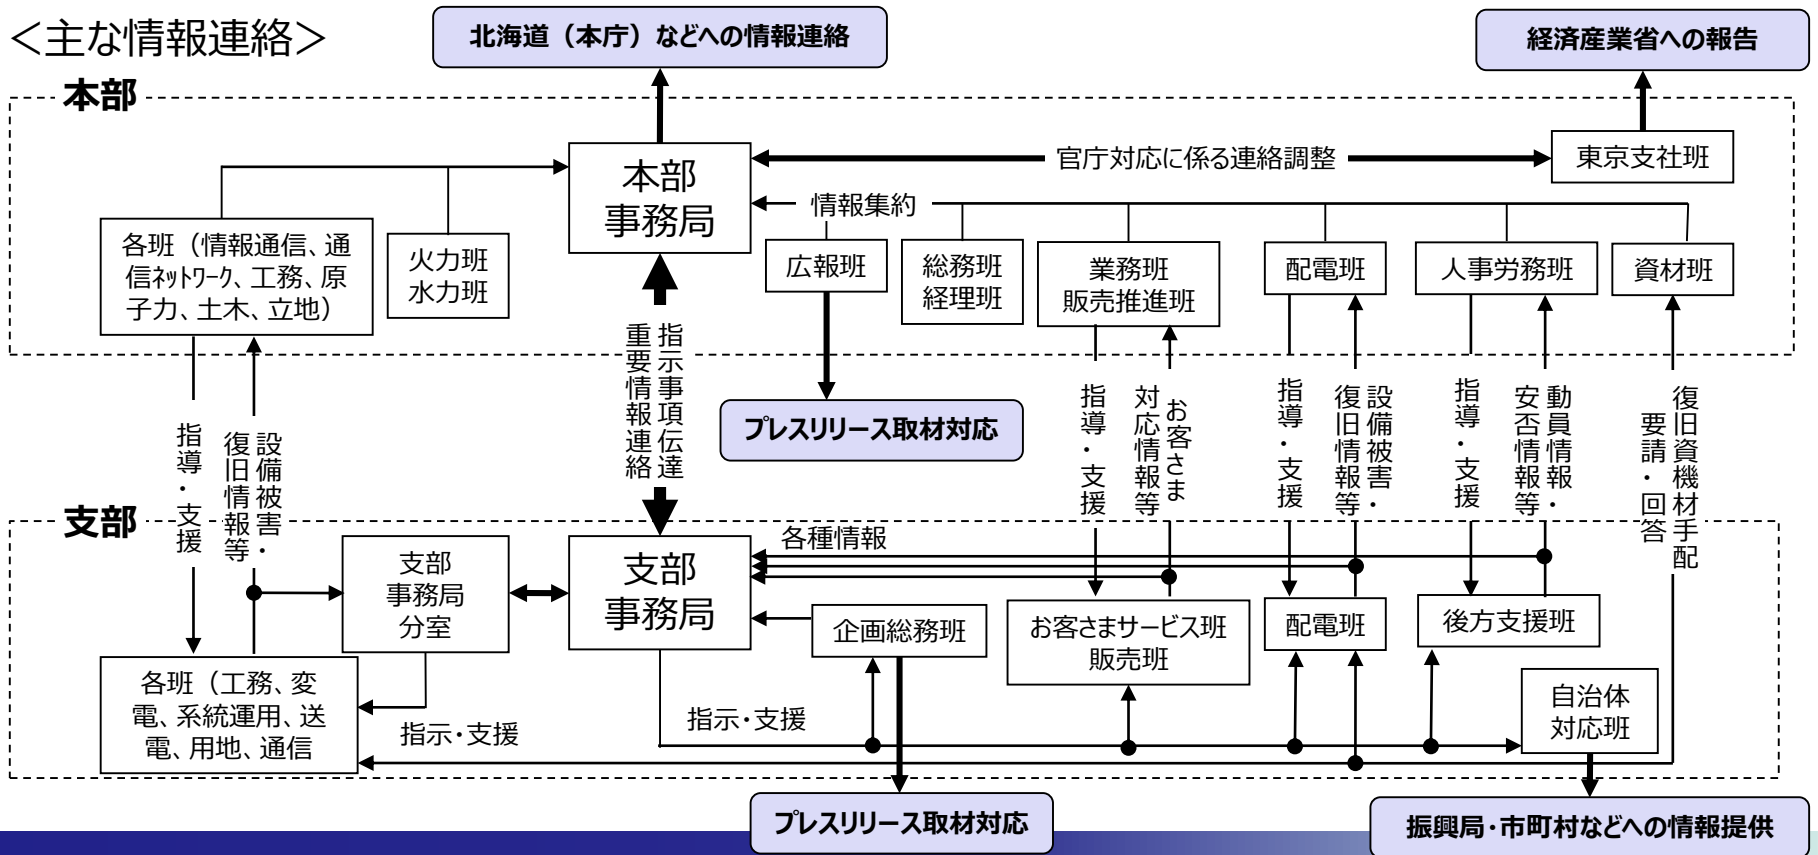 ＜主な情報連絡＞
北海道（本庁）などへの情報連絡
経済産業省への報告
本部
本部
事務局
官庁対応に係る連絡調整
東京支社班
情報集約
各班（情報通信、通
信ネットワーク、工務、原
子力、土木、立地）
火力班
水力班
広報班
総務班
経理班
業務班
販売推進班
配電班
人事労務班
資材班
指示事項伝達
重要情報連絡
プレスリリース取材対応
指導・支援
設備被害・
復旧情報等
指導・支援
お客さま
対応情報等
指導・支援
設備被害・
復旧情報等
指導・支援
動員情報・
安否情報等
復旧資機材手配
要請・回答
支部
支部
事務局
分室
支部
事務局
各種情報
企画総務班
お客さまサービス班
販売班
配電班
後方支援班
自治体
対応班
各班（工務、変
電、系統運用、送
電、用地、通信
指示・支援
指示・支援
プレスリリース取材対応
振興局・市町村などへの情報提供